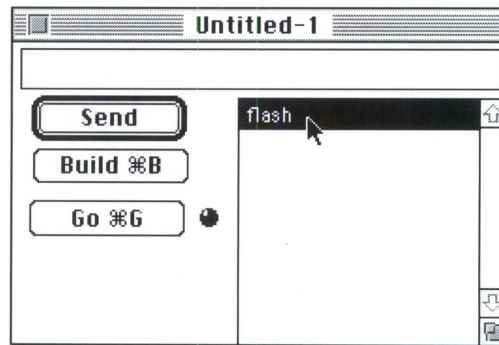 Untitled-1
Send
flash
Build ⌘B
Go ⌘G